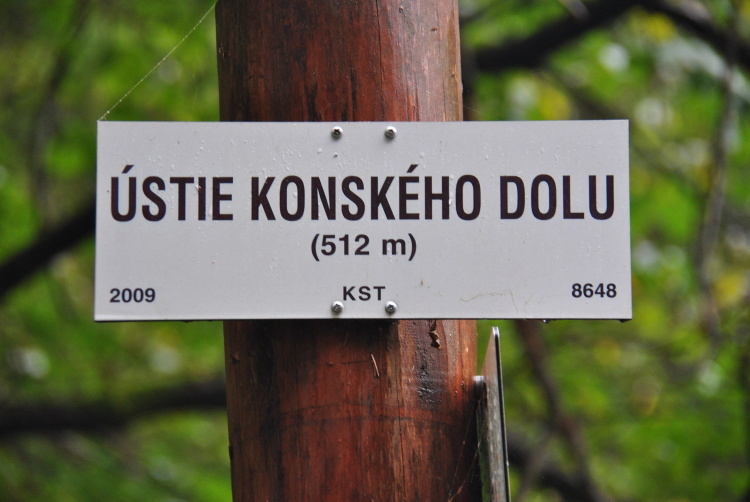 ÚSTIE KONSKÉHO DOLU
(512 m)
2009 KST 8648